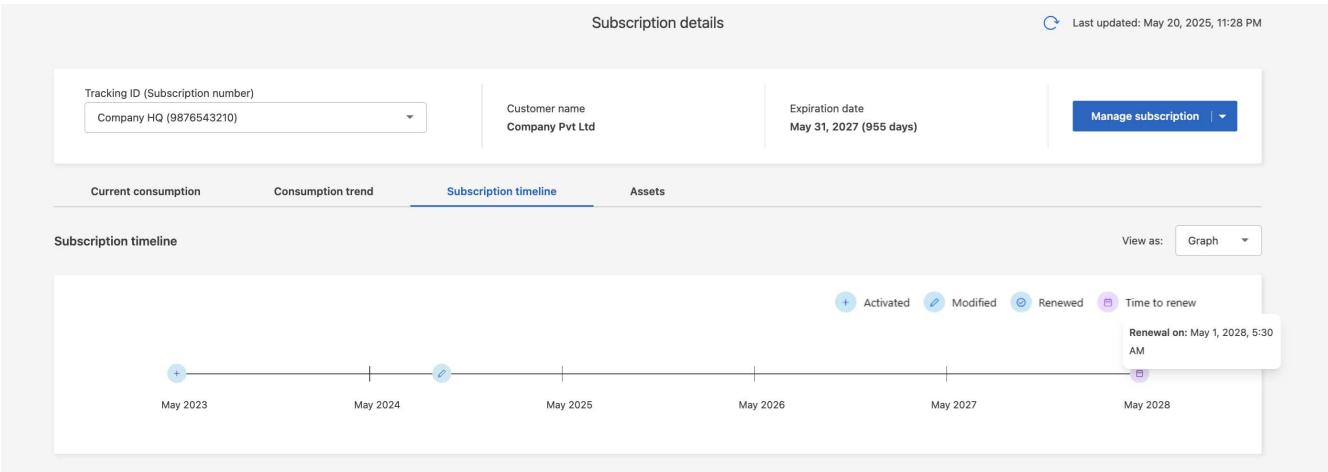 Subscription details
Last updated: May 20, 2025, 11:28 PM
Tracking ID (Subscription number)
Company HQ (9876543210)
Customer name
Company Pvt Ltd
Expiration date
May 31, 2027 (955 days)
Manage subscription
Current consumption
Consumption trend
Subscription timeline
Assets
Subscription timeline
View as:
Graph
Activated
Modified
Renewed
Time to renew
Renewal on: May 1, 2028, 5:30
AM
May 2023
May 2024
May 2025
May 2026
May 2027
May 2028